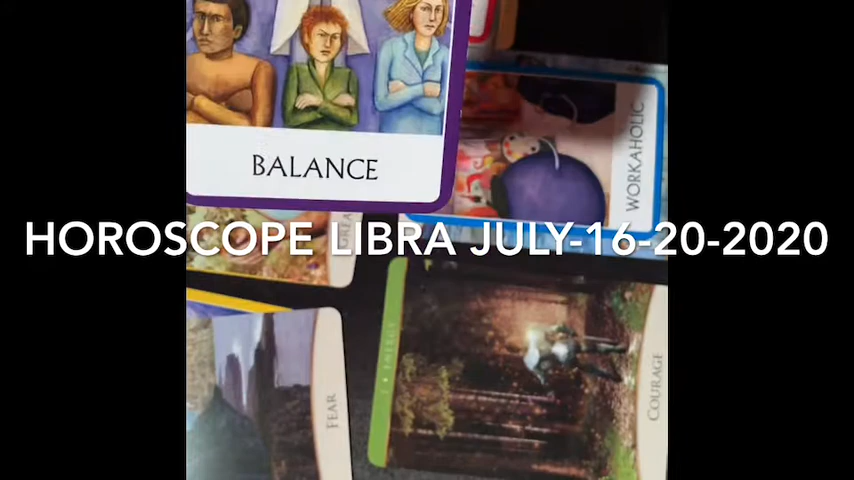 BALANCE
WORKAHOLIC
HOROSCOPE LIBRA JULY-16-20-2020
FEAR
COURAGE